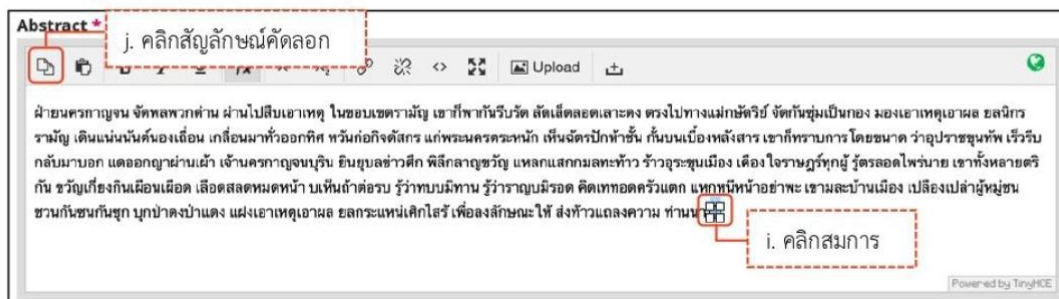 Abstract *
j. คลิกสัญลักษณ์คัดลอก
Upload
ฝ่ายนครกาญจน จัดพลพวกด่าน ผ่านไปสืบเอาเหตุ ในขอบเขตรามัญ เขาก็พากันรีบรัด ลัดเล็ดลอดเลาะดง ตรงไปทางแม่กษัตริย์ จัดกันซุ่มเป็นกอง มองเอาเหตุเอาผล ยลนิกร
รามัญ เดินแน่นนันต์นองเถื่อน เกลื่อนมาทั่วออกทิศ หวันก่อกิจดัสกร แก่พระนครตระหนัก เห็นฉัตรปักห้าชั้น กั้นบนเบื้องหลังสาร เขาก็ทราบการโดยขนาด ว่าอุปราชขุนทัพ เร็วรีบ
กลับมาบอก แดออกญาผ่านเผ้า เจ้านครกาญจนบุริน ยินยุบลข่าวศึก พิลึกลาญขวัญ แหลกแสกกมลทะท้าว ร้าวอุระขุนเมือง เคือง ใจราษฎร์ทุกผู้ รู้ตรลอดไพร่นาย เขาทั้งหลายตริ
กัน ขวัญเกี่ยงกินเผือนเผือด เลือดสลดหมดหน้า บเห็นถ้าต่อรบ รู้ว่าทบบมิทาน รู้ว่าราญบมิรอด คิดเททอดครัวแตก แหกหนีหน้าอย่าพะ เขามละบ้านเมือง เปลืองเปล่าผู้หมู่ชน
ชวนกันซนกันซุก บุกป่าดงป่าแดง แฝงเอาเหตุเอาผล ยลกระแหน่เศิกไสร้ เพื่อลงลักษณะให้ ส่งท้าวแถลงความ ท่านนา
i. คลิกสมการ
Powered by TinyMCE